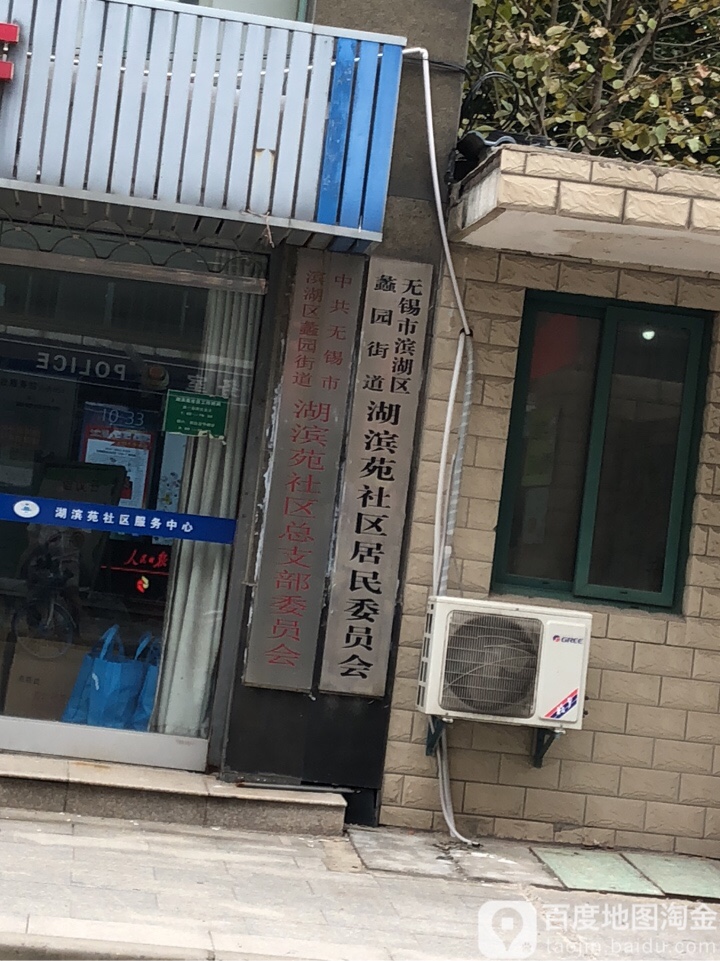 中共无锡市
滨湖区蠡园街道
湖滨苑社区总支部委员会
无锡市滨湖区
蠡园街道
湖滨苑社区居民委员会
POLICE
10:33
湖滨苑社区服务中心
人民日报
GREE
百度地图淘金
taojin.baidu.com